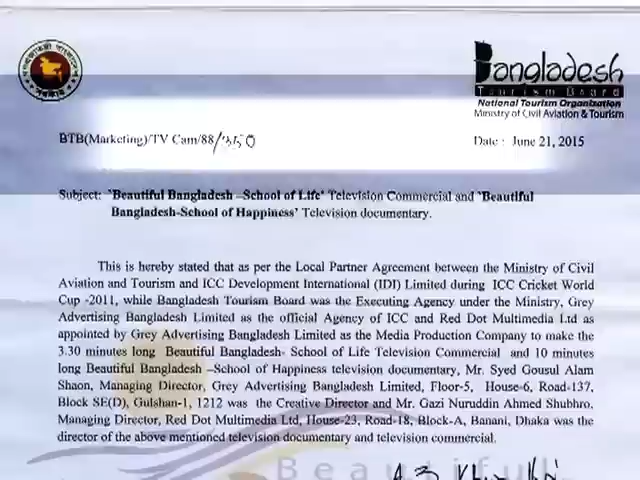 Bangladesh
Tourism Board
National Tourism Organization
Ministry of Civil Aviation & Tourism
BTB(Marketing)/TV Cam/88/350
Date : June 21, 2015
Subject: 'Beautiful Bangladesh –School of Life' Television Commercial and 'Beautiful
Bangladesh-School of Happiness' Television documentary.
This is hereby stated that as per the Local Partner Agreement between the Ministry of Civil
Aviation and Tourism and ICC Development International (IDI) Limited during ICC Cricket World
Cup -2011, while Bangladesh Tourism Board was the Executing Agency under the Ministry, Grey
Advertising Bangladesh Limited as the official Agency of ICC and Red Dot Multimedia Ltd as
appointed by Grey Advertising Bangladesh Limited as the Media Production Company to make the
3.30 minutes long Beautiful Bangladesh- School of Life Television Commercial and 10 minutes
long Beautiful Bangladesh –School of Happiness television documentary, Mr. Syed Gousul Alam
Shaon, Managing Director, Grey Advertising Bangladesh Limited, Floor-5, House-6, Road-137,
Block SE(D), Gulshan-1, 1212 was the Creative Director and Mr. Gazi Nuruddin Ahmed Shubhro,
Managing Director, Red Dot Multimedia Ltd, House-23, Road-18, Block-A, Banani, Dhaka was the
director of the above mentioned television documentary and television commercial.
Beautiful